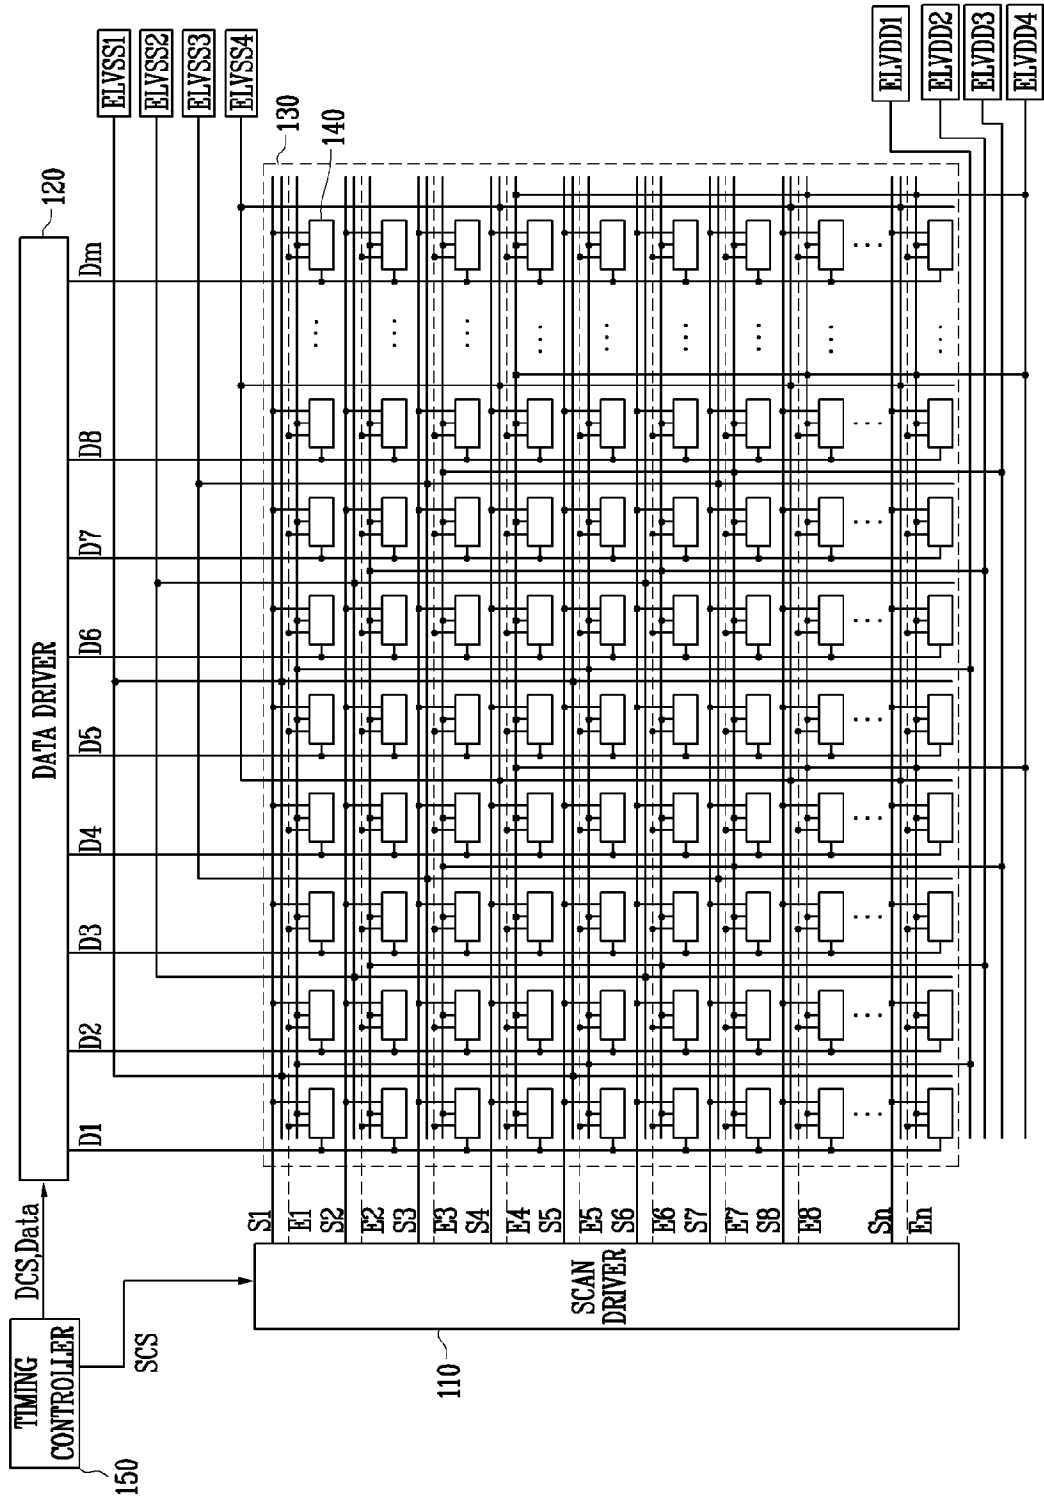 120
DATA DRIVER
DCS,Data
TIMING
CONTROLLER
150
SCS
D1
D2
D3
D4
D5
D6
D7
D8
Dm
ELVSS1
ELVSS2
ELVSS3
ELVSS4
130
140
S1
E1
S2
E2
S3
E3
S4
E4
S5
E5
S6
E6
S7
E7
S8
E8
Sn
En
SCAN
DRIVER
110
ELVDD1
ELVDD2
ELVDD3
ELVDD4